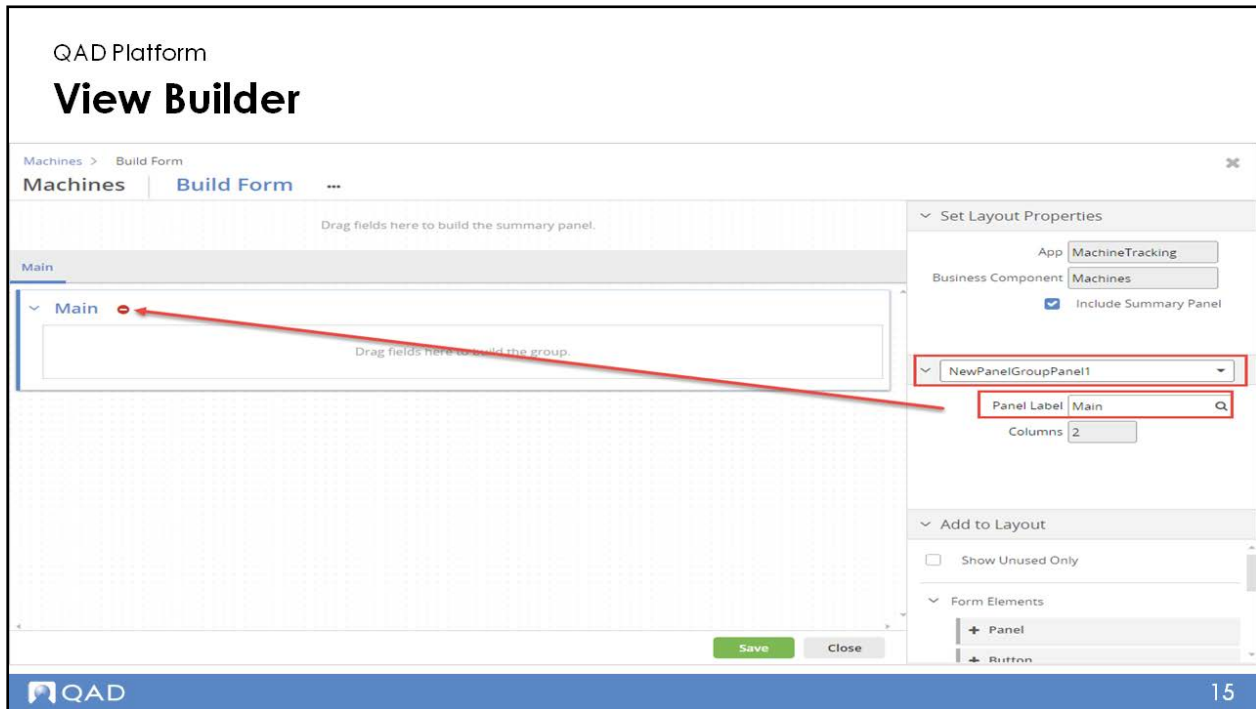 QAD Platform
View Builder
Machines > Build Form
Machines Build Form ...
Drag fields here to build the summary panel.
Main
Main
Drag fields here to build the group.
Save Close
Set Layout Properties
App MachineTracking
Business Component Machines
Include Summary Panel
NewPanelGroupPanel1
Panel Label Main
Columns 2
Add to Layout
Show Unused Only
Form Elements
+ Panel
+ Button
QAD 15